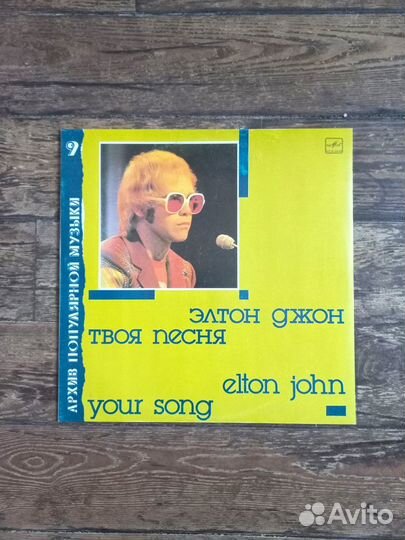 9
АРХИВ ПОПУЛЯРНОЙ МУЗЫКИ
элтон джон
твоя песня
elton john
your song
Avito